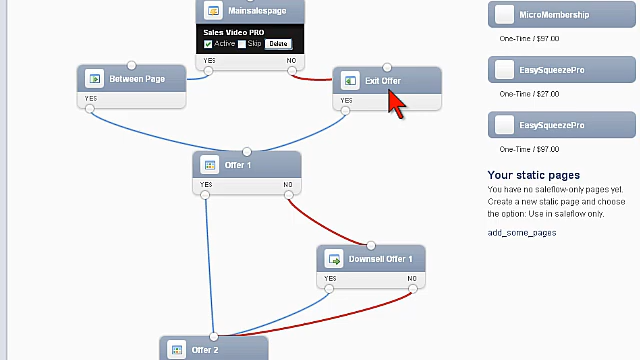 Mainsalespage
Sales Video PRO
Active Skip Delete
YES NO
Between Page
YES
Exit Offer
YES
Offer 1
YES NO
Downsell Offer 1
YES NO
Offer 2
MicroMembership
One-Time / $97.00
EasySqueezePro
One-Time / $27.00
EasySqueezePro
One-Time / $97.00
Your static pages
You have no saleflow-only pages yet.
Create a new static page and choose
the option: Use in saleflow only.
add_some_pages